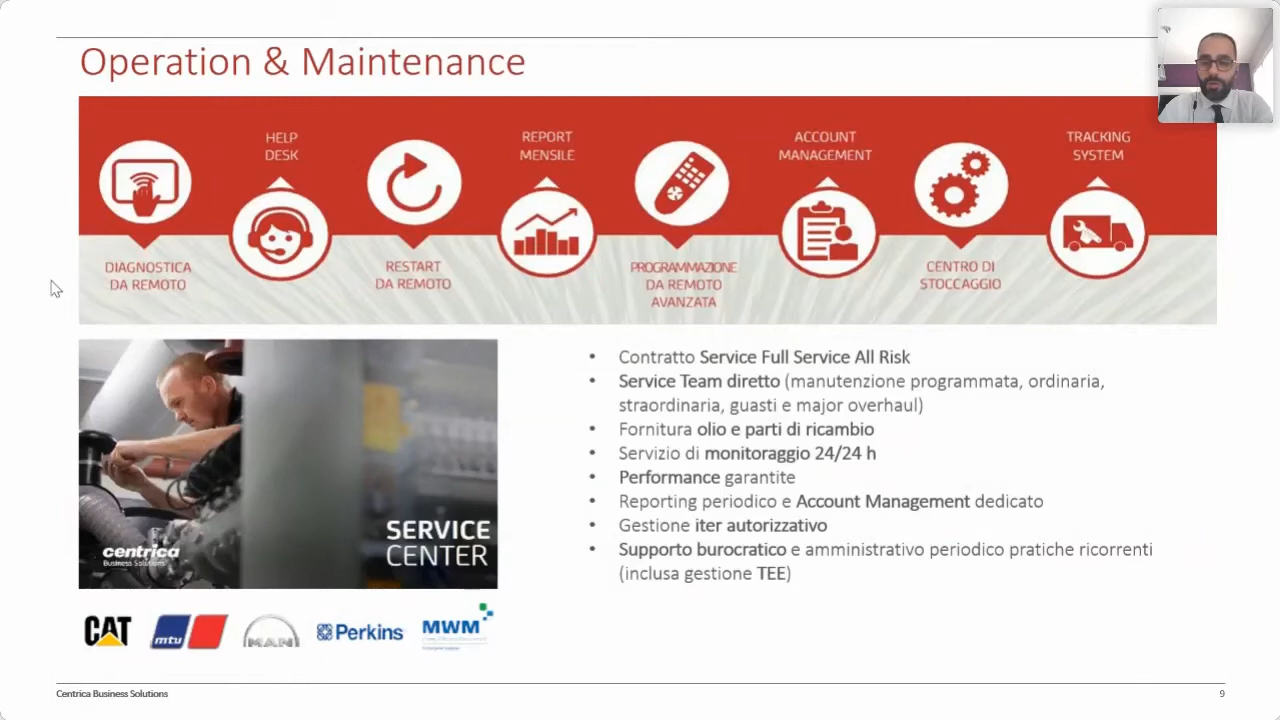 Operation & Maintenance
HELP
DESK
REPORT
MENSILE
ACCOUNT
MANAGEMENT
TRACKING
SYSTEM
DIAGNOSTICA
DA REMOTO
RESTART
DA REMOTO
PROGRAMMAZIONE
DA REMOTO
AVANZATA
CENTRO DI
STOCCAGGIO
• Contratto Service Full Service All Risk
• Service Team diretto (manutenzione programmata, ordinaria,
straordinaria, guasti e major overhaul)
• Fornitura olio e parti di ricambio
• Servizio di monitoraggio 24/24 h
• Performance garantite
• Reporting periodico e Account Management dedicato
• Gestione iter autorizzativo
• Supporto burocratico e amministrativo periodico pratiche ricorrenti
(inclusa gestione TEE)
SERVICE
CENTER
centrica
Business Solutions
CAT
mtu
MAN
Perkins
MWM
Centrica Business Solutions
9